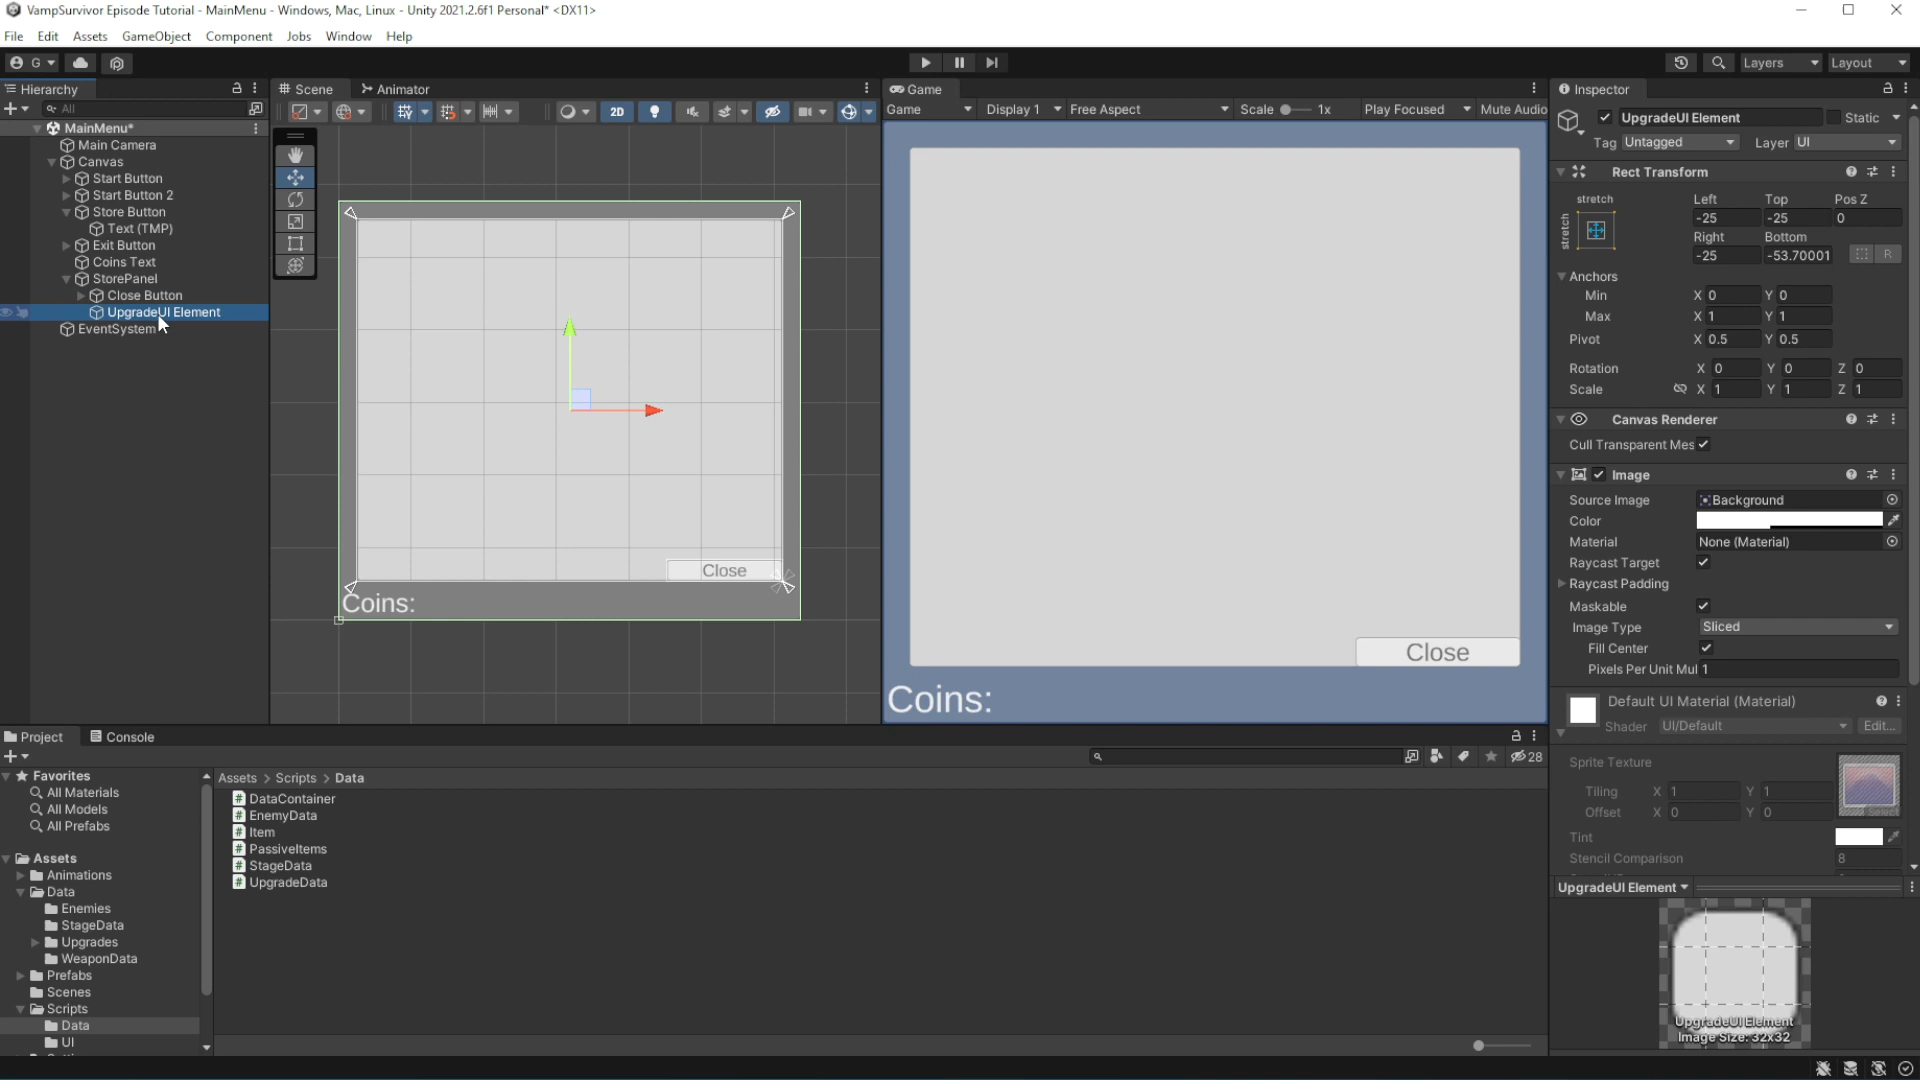 VampSurvivor Episode Tutorial - MainMenu - Windows, Mac, Linux - Unity 2021.2.6f1 Personal* <DX11>
File Edit Assets GameObject Component Jobs Window Help
G Layers Layout
Hierarchy
All
MainMenu*
Main Camera
Canvas
Start Button
Start Button 2
Store Button
Text (TMP)
Exit Button
Coins Text
StorePanel
Close Button
UpgradeUI Element
EventSystem
Scene Animator
2D
Close
Coins:
Game
Game Display 1 Free Aspect Scale 1x Play Focused Mute Audio
Close
Coins:
Inspector
UpgradeUI Element Static
Tag Untagged Layer UI
Rect Transform
stretch Left Top Pos Z
stretch -25 -25 0
Right Bottom
-25 -53.70001 R
Anchors
Min X 0 Y 0
Max X 1 Y 1
Pivot X 0.5 Y 0.5
Rotation X 0 Y 0 Z 0
Scale X 1 Y 1 Z 1
Canvas Renderer
Cull Transparent Mes
Image
Source Image Background
Color
Material None (Material)
Raycast Target
Raycast Padding
Maskable
Image Type Sliced
Fill Center
Pixels Per Unit Mul 1
Default UI Material (Material)
Shader UI/Default Edit...
Sprite Texture
Tiling X 1 Y 1
Offset X 0 Y 0
Select
Tint
Stencil Comparison 8
UpgradeUI Element
UpgradeUI Element
Image Size: 32x32
Project Console
28
Favorites
All Materials
All Models
All Prefabs
Assets
Animations
Data
Enemies
StageData
Upgrades
WeaponData
Prefabs
Scenes
Scripts
Data
UI
Assets > Scripts > Data
DataContainer
EnemyData
Item
PassiveItems
StageData
UpgradeData